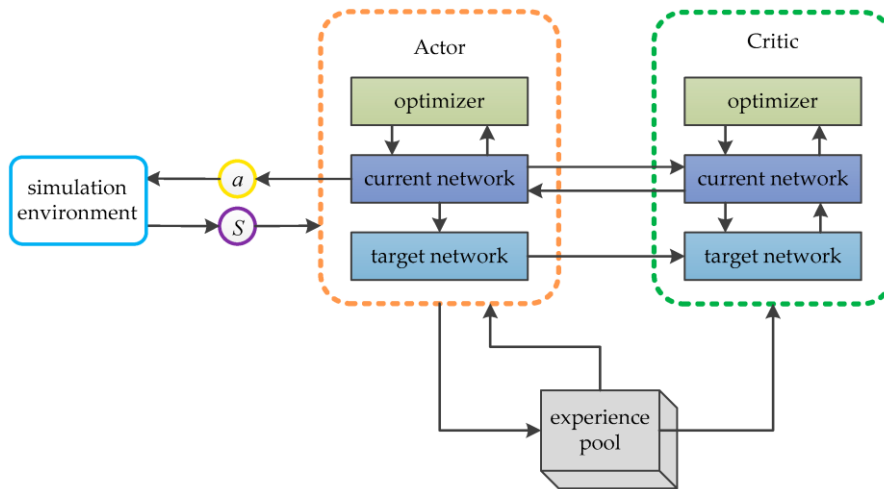 Actor
Critic
optimizer
optimizer
a
simulation
environment
current network
current network
S
target network
target network
experience
pool